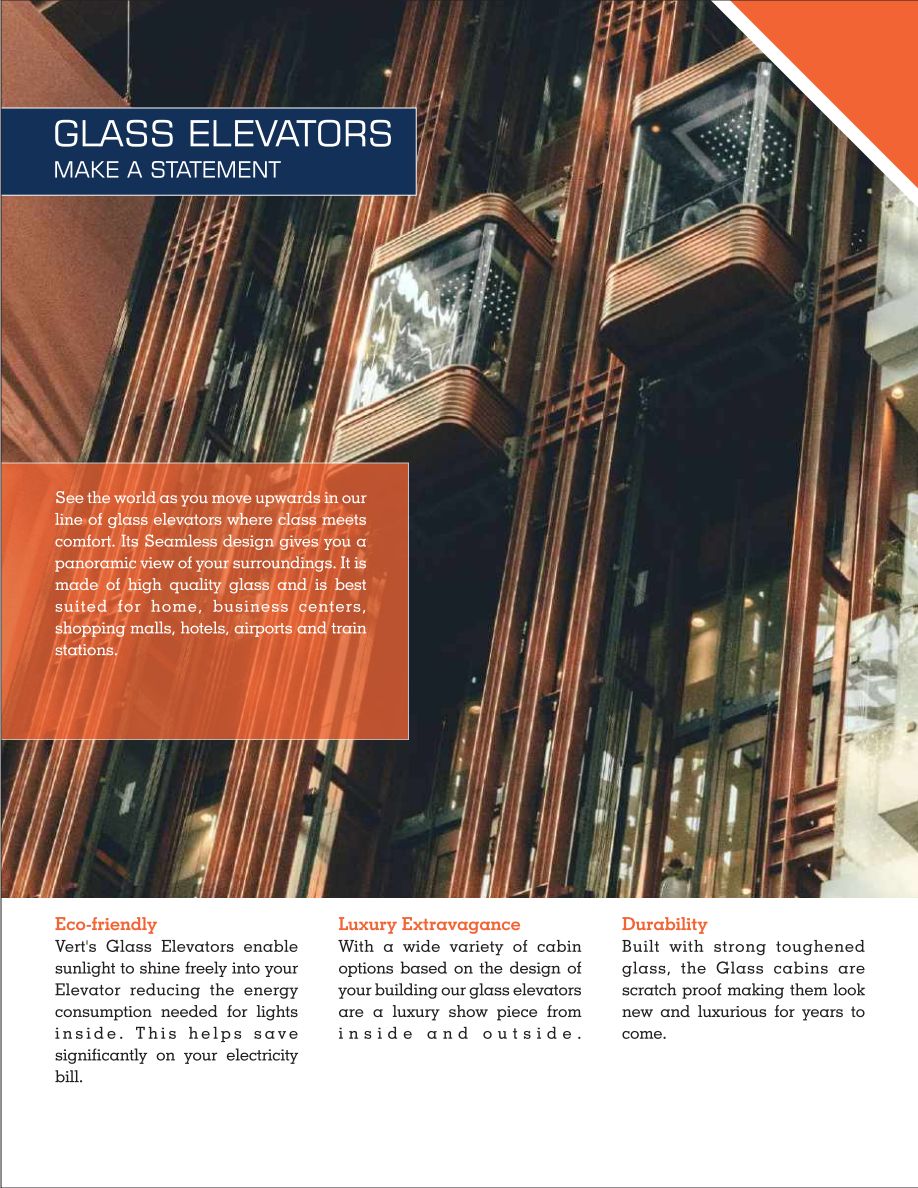 GLASS ELEVATORS
MAKE A STATEMENT
See the world as you move upwards in our
line of glass elevators where class meets
comfort. Its Seamless design gives you a
panoramic view of your surroundings. It is
made of high quality glass and is best
suited for home, business centers,
shopping malls, hotels, airports and train
stations.
Eco-friendly
Vert's Glass Elevators enable
sunlight to shine freely into your
Elevator reducing the energy
consumption needed for lights
inside. This helps save
significantly on your electricity
bill.
Luxury Extravagance
With a wide variety of cabin
options based on the design of
your building our glass elevators
are a luxury show piece from
inside and outside.
Durability
Built with strong toughened
glass, the Glass cabins are
scratch proof making them look
new and luxurious for years to
come.